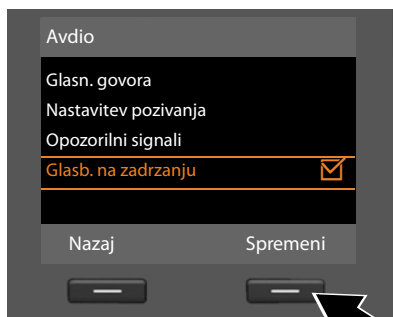 Avdio
Glasn. govora
Nastavitev pozivanja
Opozorilni signali
Glasb. na zadrzanju
Nazaj Spremeni